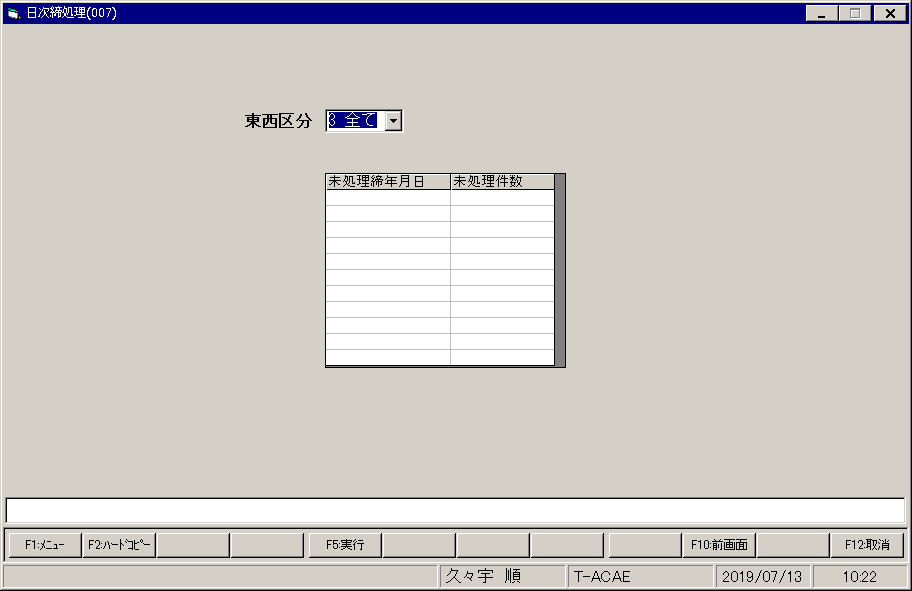 日次締処理(007)
東西区分 3 全て
未処理締年月日 未処理件数
F1:ﾒﾆｭｰ F2:ﾊｰﾄﾞｺﾋﾟｰ F5:実行 F10:前画面 F12:取消
久々宇 順 T-ACAE 2019/07/13 10:22